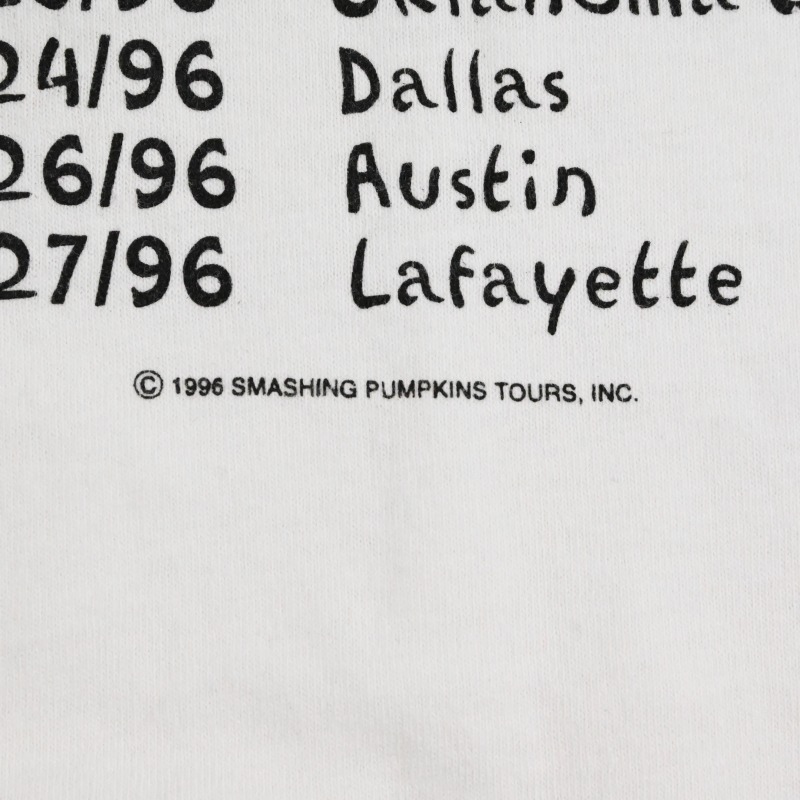 24/96 Dallas
26/96 Austin
27/96 Lafayette
© 1996 SMASHING PUMPKINS TOURS, INC.